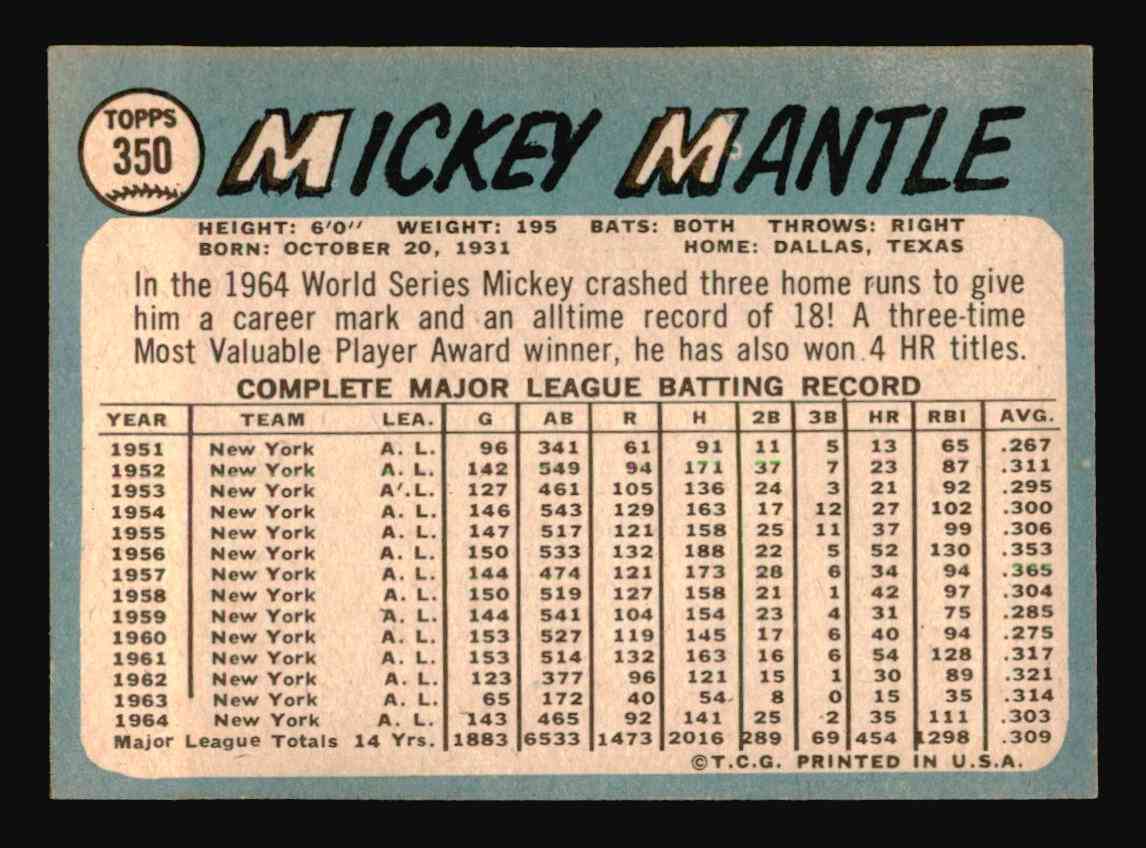 TOPPS
350
MICKEY MANTLE
HEIGHT: 6'0" WEIGHT: 195 BATS: BOTH THROWS: RIGHT
BORN: OCTOBER 20, 1931 HOME: DALLAS, TEXAS
In the 1964 World Series Mickey crashed three home runs to give
him a career mark and an alltime record of 18! A three-time
Most Valuable Player Award winner, he has also won 4 HR titles.
COMPLETE MAJOR LEAGUE BATTING RECORD
YEAR TEAM LEA. G AB R H 2B 3B HR RBI AVG.
1951 New York A. L. 96 341 61 91 11 5 13 65 .267
1952 New York A. L. 142 549 94 171 37 7 23 87 .311
1953 New York A. L. 127 461 105 136 24 3 21 92 .295
1954 New York A. L. 146 543 129 163 17 12 27 102 .300
1955 New York A. L. 147 517 121 158 25 11 37 99 .306
1956 New York A. L. 150 533 132 188 22 5 52 130 .353
1957 New York A. L. 144 474 121 173 28 6 34 94 .365
1958 New York A. L. 150 519 127 158 21 1 42 97 .304
1959 New York A. L. 144 541 104 154 23 4 31 75 .285
1960 New York A. L. 153 527 119 145 17 6 40 94 .275
1961 New York A. L. 153 514 132 163 16 6 54 128 .317
1962 New York A. L. 123 377 96 121 15 1 30 89 .321
1963 New York A. L. 65 172 40 54 8 0 15 35 .314
1964 New York A. L. 143 465 92 141 25 2 35 111 .303
Major League Totals 14 Yrs. 1883 6533 1473 2016 289 69 454 1298 .309
©T.C.G. PRINTED IN U.S.A.